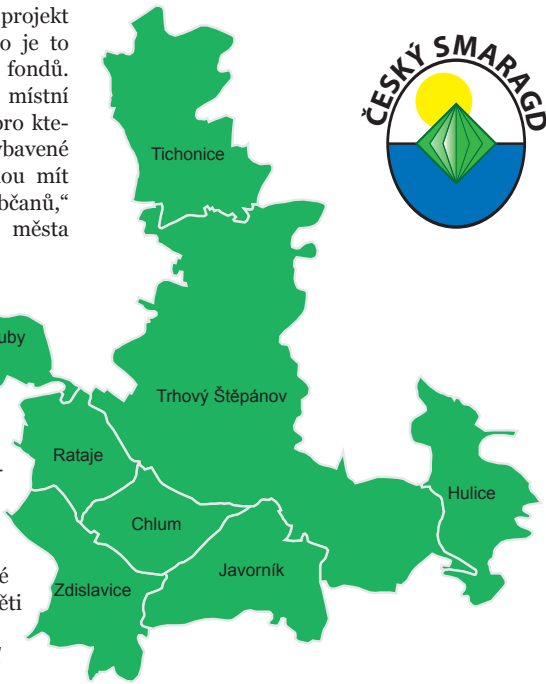 projekt
o je to
fondů.
místní
pro kte-
ybavené
ou mít
bčanů,“
města
ČESKÝ SMARAGD
Tichonice
uby
Trhový Štěpánov
Rataje
Hulice
Chlum
Javorník
Zdislavice
-
é
ěti